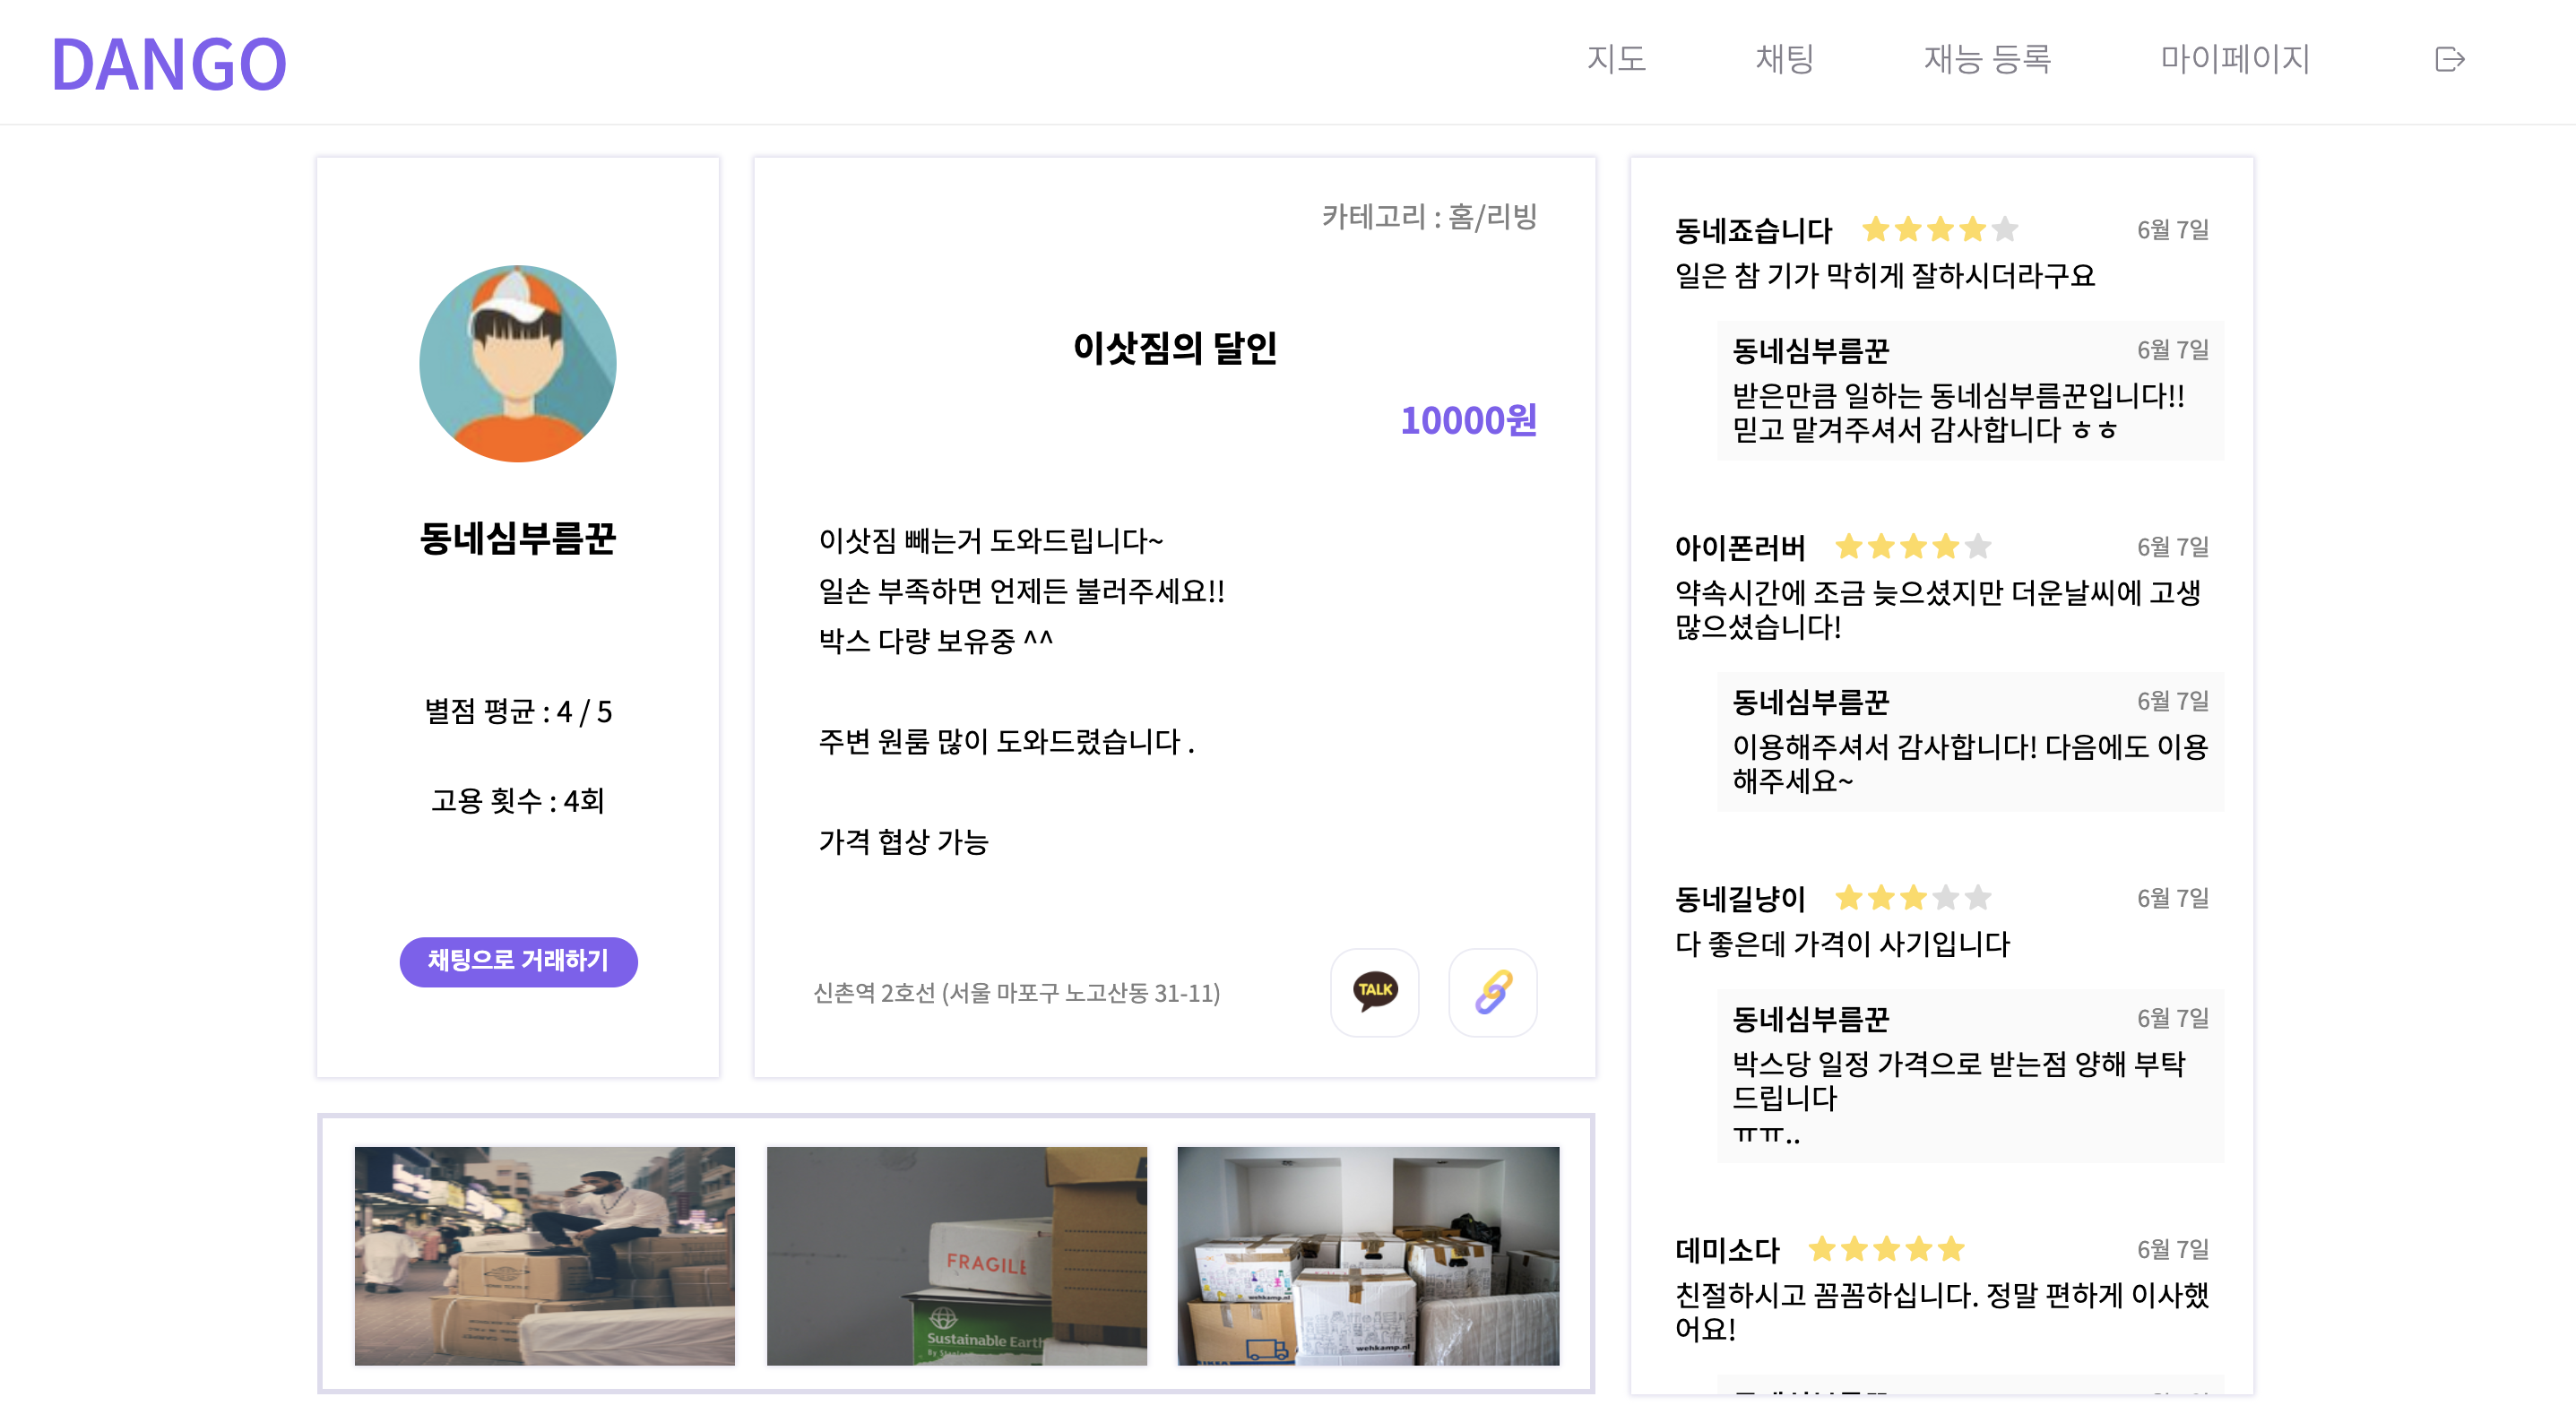 DANGO
지도 채팅 재능 등록 마이페이지
동네심부름꾼
별점 평균 : 4 / 5
고용 횟수 : 4회
채팅으로 거래하기
카테고리 : 홈/리빙
이삿짐의 달인
10000원
이삿짐 빼는거 도와드립니다~
일손 부족하면 언제든 불러주세요!!
박스 다량 보유중 ^^
주변 원룸 많이 도와드렸습니다 .
가격 협상 가능
신촌역 2호선 (서울 마포구 노고산동 31-11)
TALK
FRAGILE
Sustainable Earth
wehkamp.nl
wehkamp.nl
동네죠습니다 6월 7일
일은 참 기가 막히게 잘하시더라구요
동네심부름꾼 6월 7일
받은만큼 일하는 동네심부름꾼입니다!!
믿고 맡겨주셔서 감사합니다 ㅎㅎ
아이폰러버 6월 7일
약속시간에 조금 늦으셨지만 더운날씨에 고생
많으셨습니다!
동네심부름꾼 6월 7일
이용해주셔서 감사합니다! 다음에도 이용
해주세요~
동네길냥이 6월 7일
다 좋은데 가격이 사기입니다
동네심부름꾼 6월 7일
박스당 일정 가격으로 받는점 양해 부탁
드립니다
ㅠㅠ..
데미소다 6월 7일
친절하시고 꼼꼼하십니다. 정말 편하게 이사했
어요!